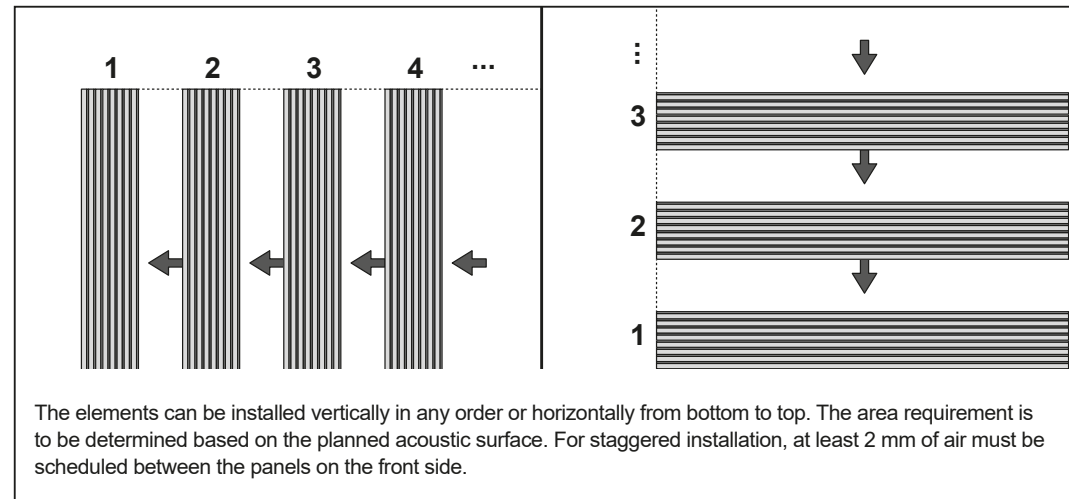 1 2 3 4 ...
...
3
2
1
The elements can be installed vertically in any order or horizontally from bottom to top. The area requirement is
to be determined based on the planned acoustic surface. For staggered installation, at least 2 mm of air must be
scheduled between the panels on the front side.